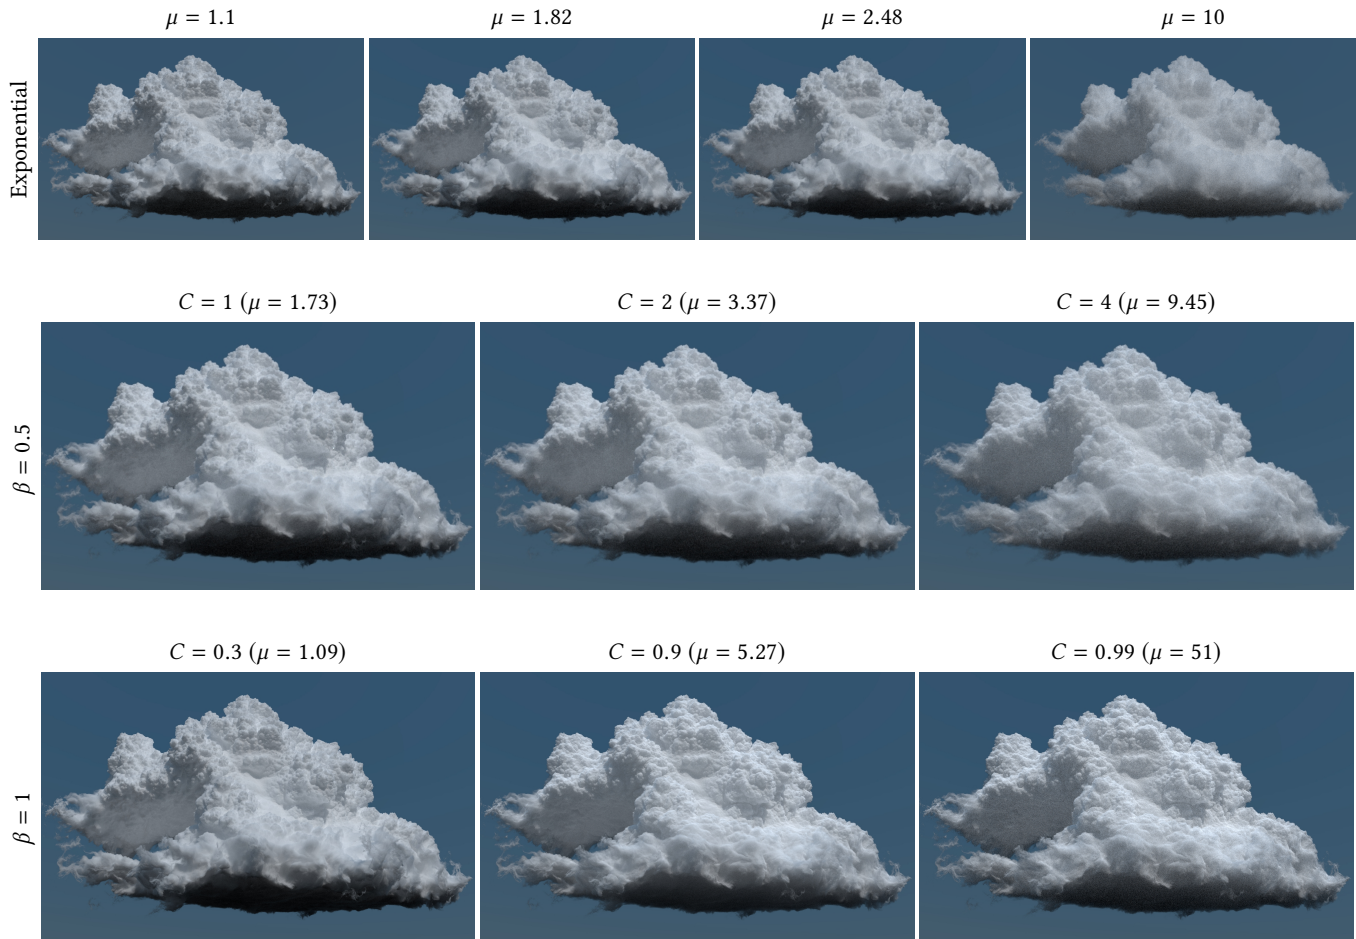 μ = 1.1
μ = 1.82
μ = 2.48
μ = 10
Exponential
C = 1 (μ = 1.73)
C = 2 (μ = 3.37)
C = 4 (μ = 9.45)
β = 0.5
C = 0.3 (μ = 1.09)
C = 0.9 (μ = 5.27)
C = 0.99 (μ = 51)
β = 1